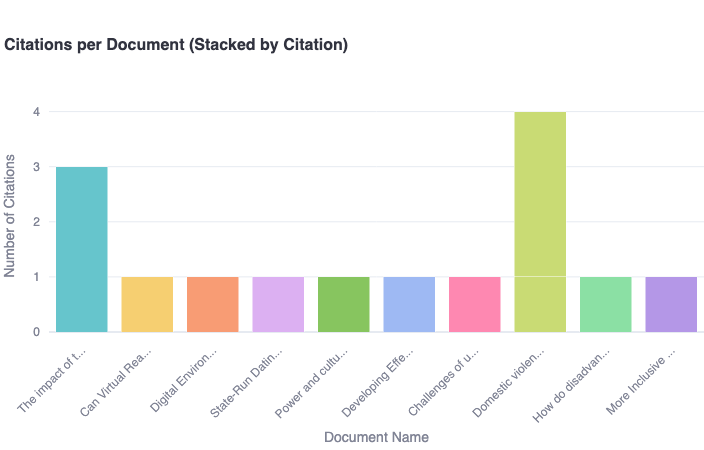 Citations per Document (Stacked by Citation)
Number of Citations
4
3
2
1
0
The impact of t...
Can Virtual Rea...
Digital Environ...
State-Run Datin...
Power and cultu...
Developing Effe...
Challenges of u...
Domestic violen...
How do disadvan...
More Inclusive ...
Document Name